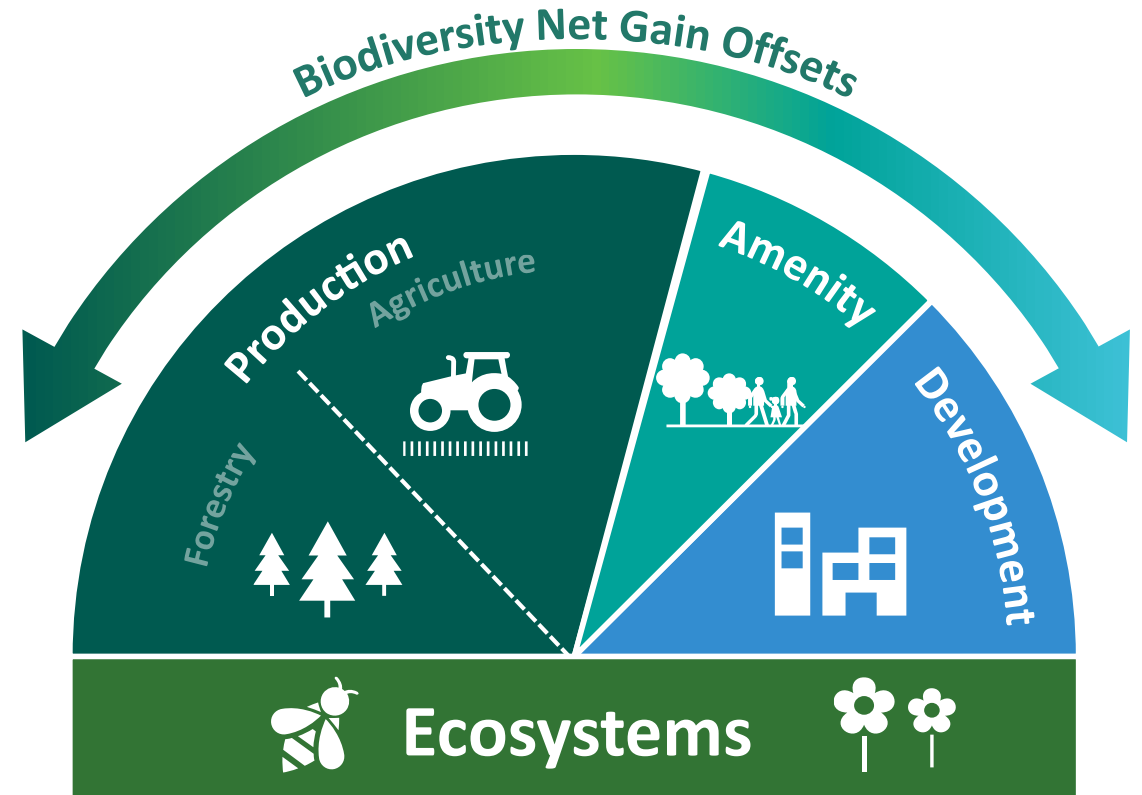 Biodiversity Net Gain Offsets
Production
Agriculture
Forestry
Amenity
Development
Ecosystems